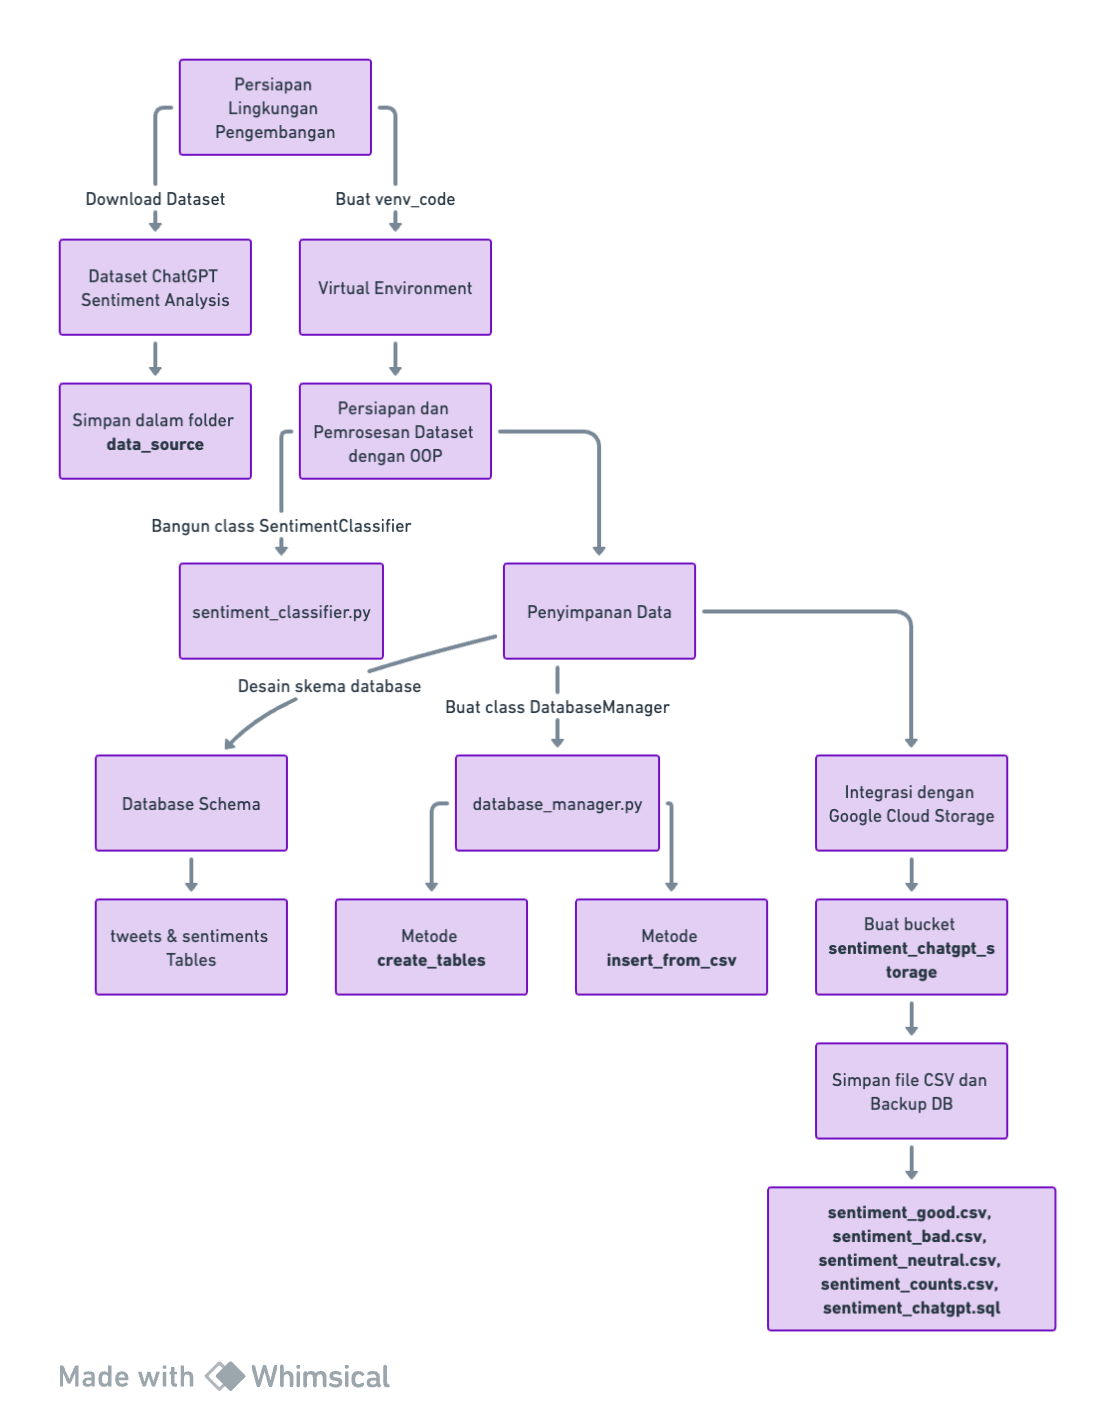 Persiapan
Lingkungan
Pengembangan
Download Dataset
Buat venv_code
Dataset ChatGPT
Sentiment Analysis
Virtual Environment
Simpan dalam folder
data_source
Persiapan dan
Pemrosesan Dataset
dengan OOP
Bangun class SentimentClassifier
sentiment_classifier.py
Penyimpanan Data
Desain skema database
Buat class DatabaseManager
Database Schema
database_manager.py
Integrasi dengan
Google Cloud Storage
tweets & sentiments
Tables
Metode
create_tables
Metode
insert_from_csv
Buat bucket
sentiment_chatgpt_s
torage
Simpan file CSV dan
Backup DB
sentiment_good.csv,
sentiment_bad.csv,
sentiment_neutral.csv,
sentiment_counts.csv,
sentiment_chatgpt.sql
Made with Whimsical